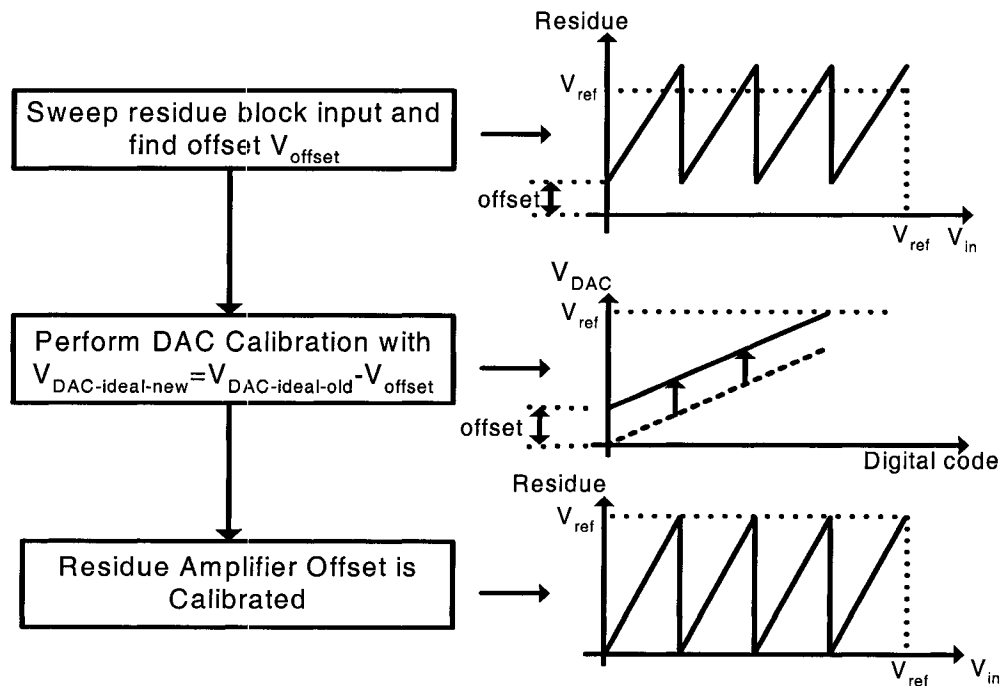 Residue
V_ref
Sweep residue block input and
find offset V_offset
offset
V_ref V_in
V_DAC
V_ref
Perform DAC Calibration with
V_DAC-ideal-new=V_DAC-ideal-old-V_offset
offset
Digital code
Residue
V_ref
Residue Amplifier Offset is
Calibrated
V_ref V_in